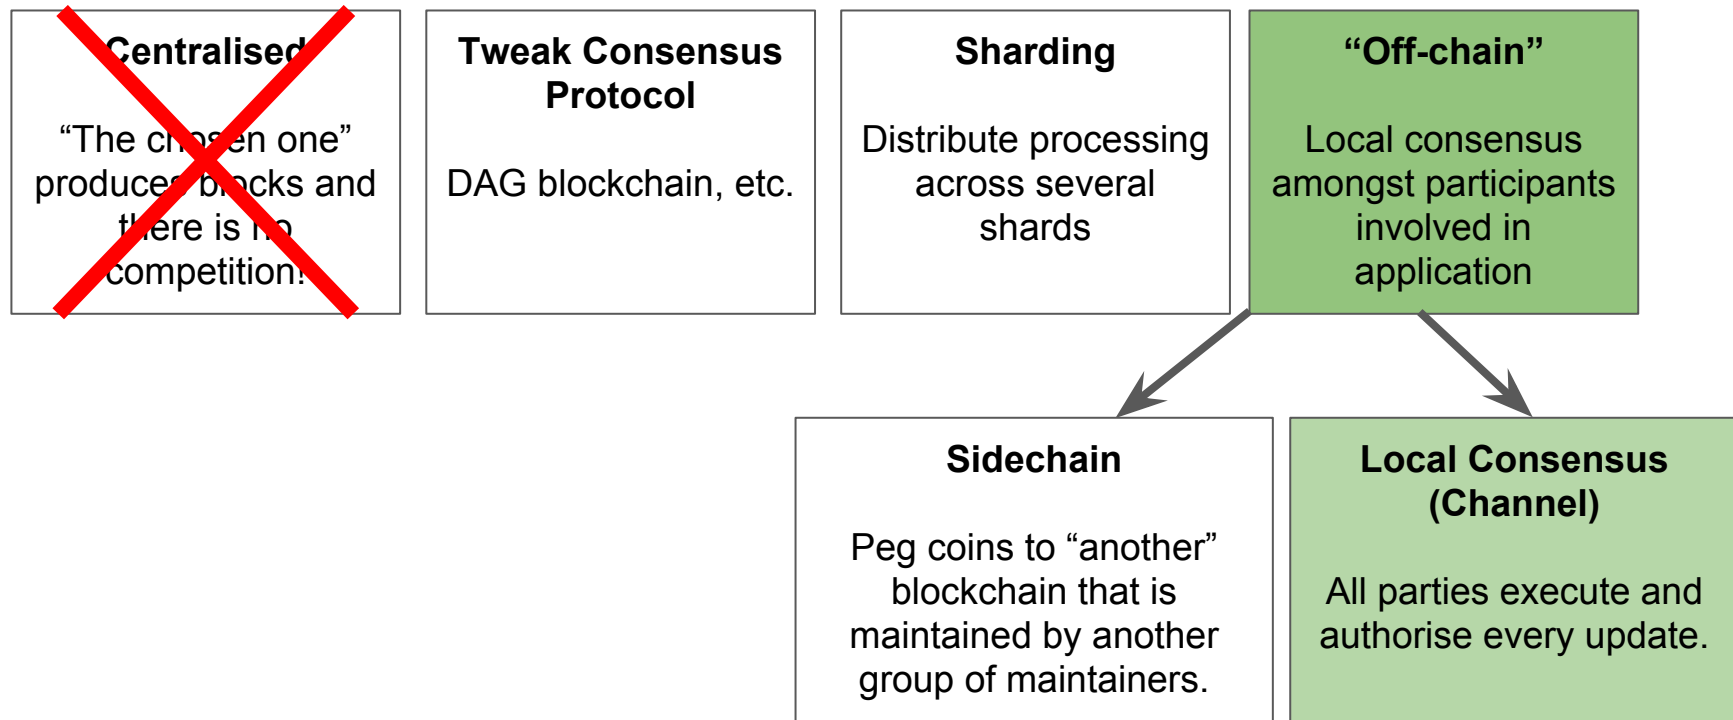 Centralised
“The chosen one”
produces blocks and
there is no
competition!
Tweak Consensus
Protocol
DAG blockchain, etc.
Sharding
Distribute processing
across several
shards
“Off-chain”
Local consensus
amongst participants
involved in
application
Sidechain
Peg coins to “another”
blockchain that is
maintained by another
group of maintainers.
Local Consensus
(Channel)
All parties execute and
authorise every update.